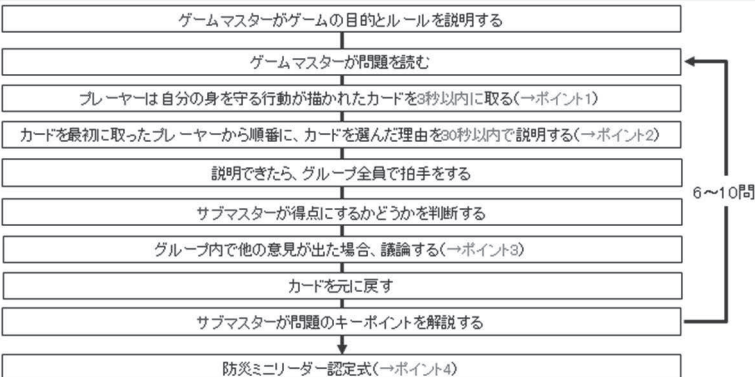 ゲームマスターがゲームの目的とルールを説明する
ゲームマスターが問題を読む
プレーヤーは自分の身を守る行動が描かれたカードを3秒以内に取る(→ポイント1)
カードを最初に取ったプレーヤーから順番に、カードを選んだ理由を30秒以内で説明する(→ポイント2)
説明できたら、グループ全員で拍手をする
6～10問
サブマスターが得点にするかどうかを判断する
グループ内で他の意見が出た場合、議論する(→ポイント3)
カードを元に戻す
サブマスターが問題のキーポイントを解説する
防災ミニリーダー認定式(→ポイント4)